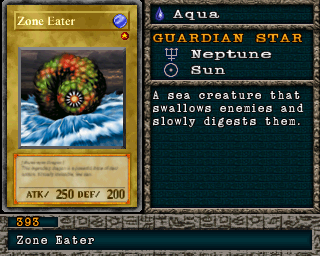 Zone Eater
ATK/ 250 DEF/ 200
Aqua
GUARDIAN STAR
Neptune
Sun
A sea creature that
swallows enemies and
slowly digests them.
393
Zone Eater